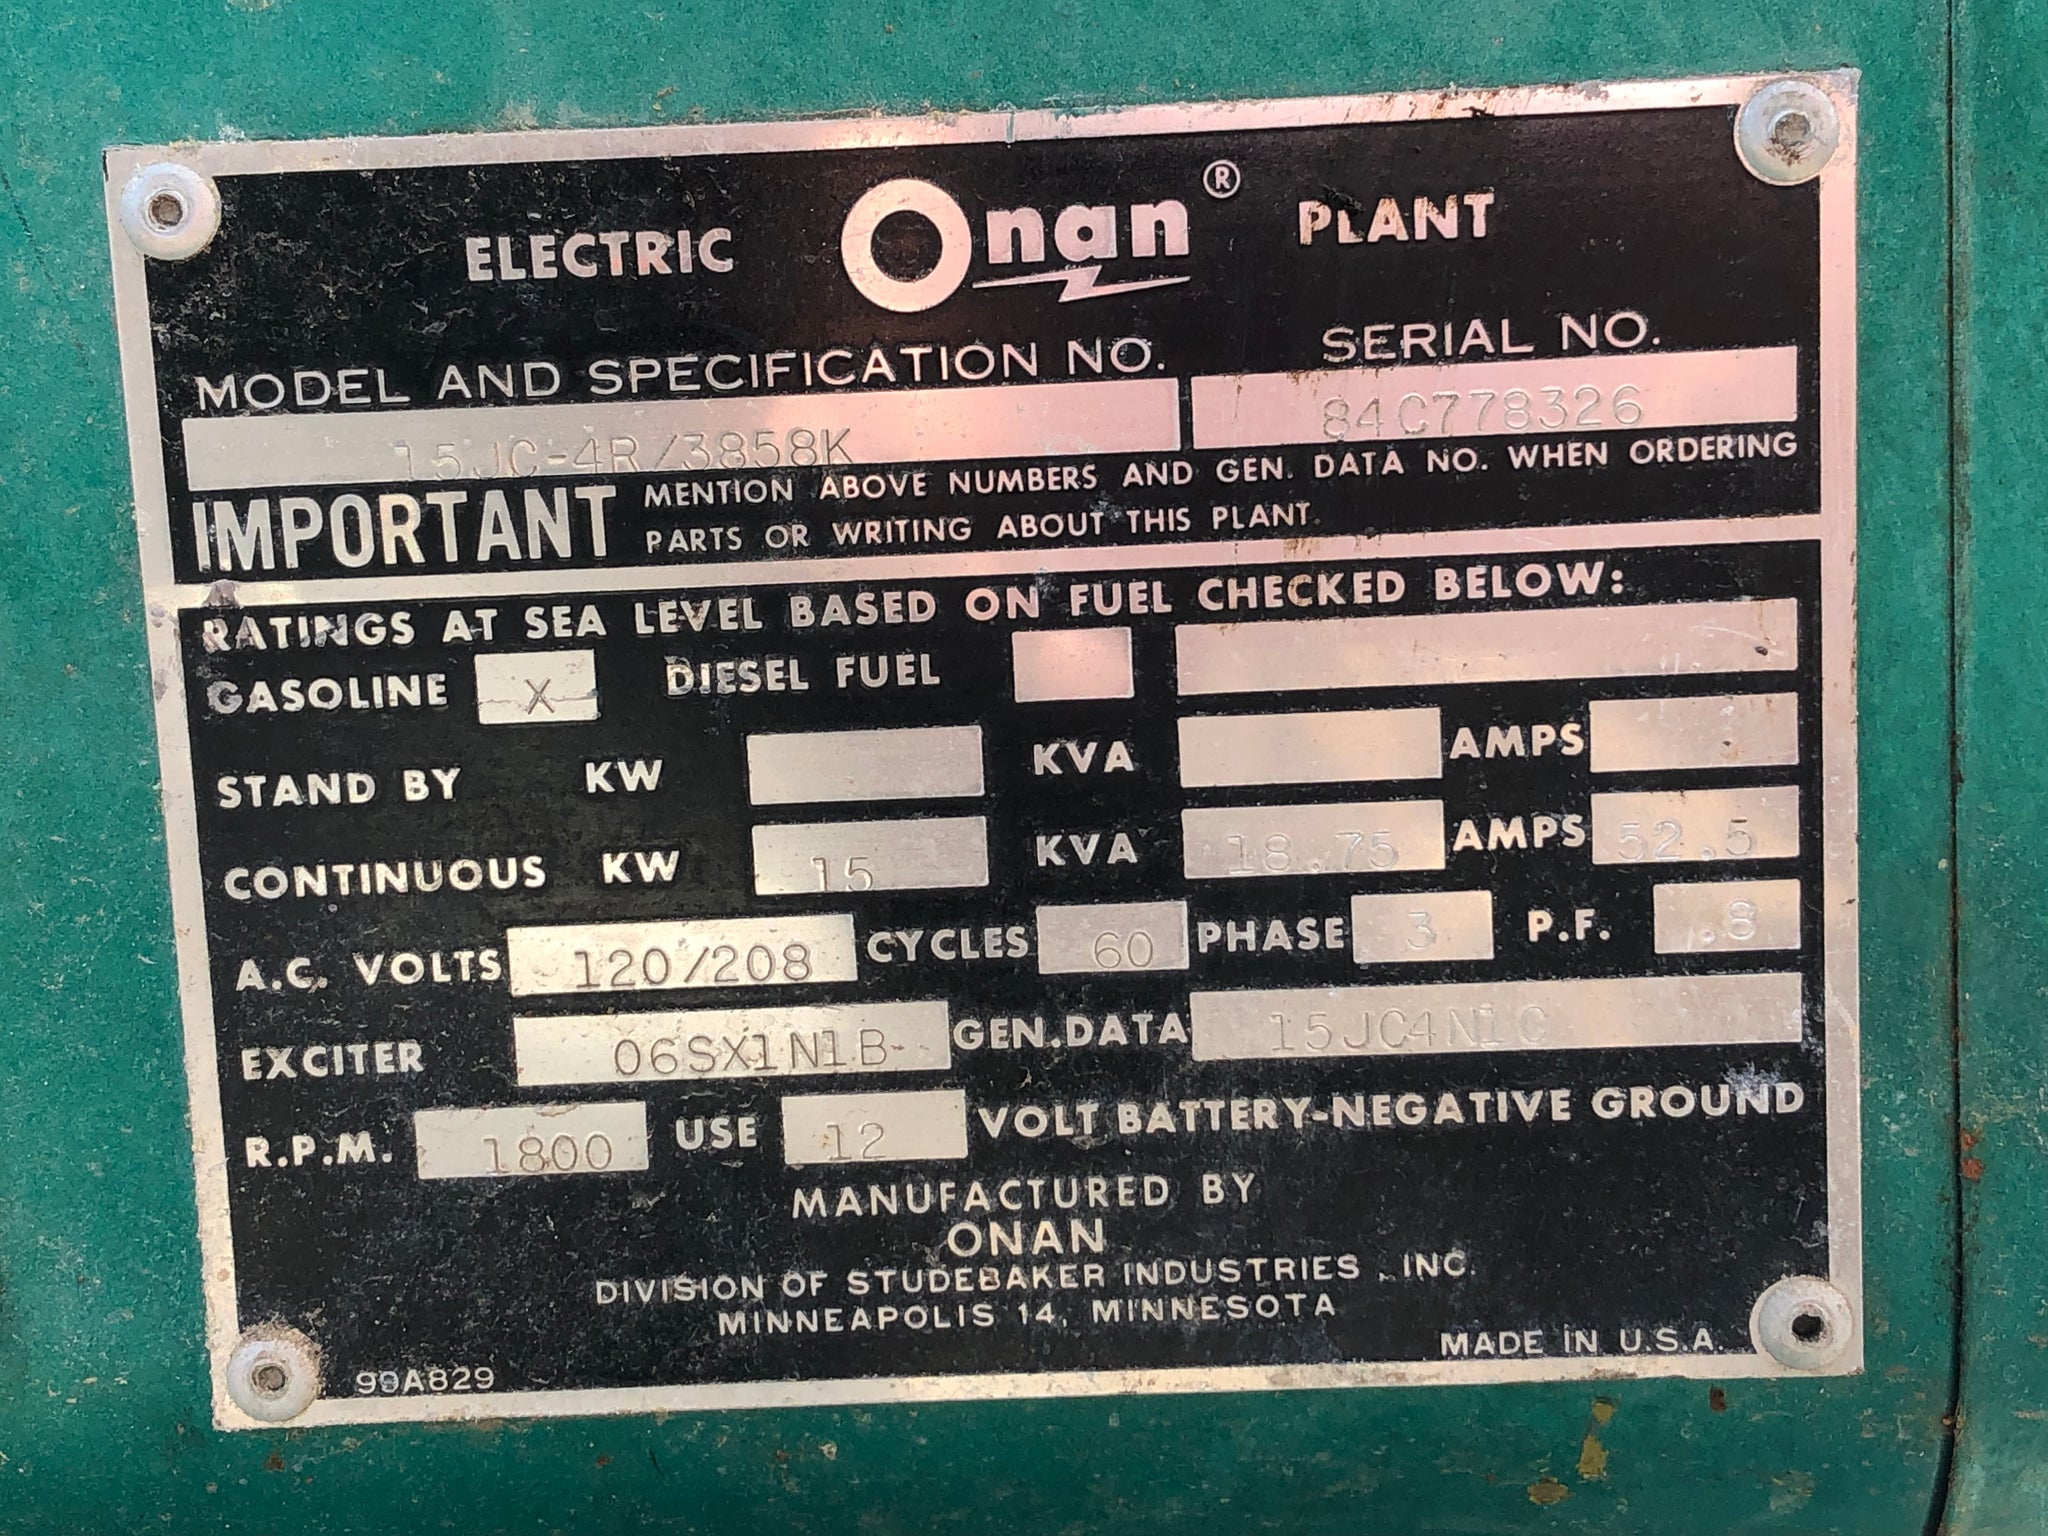 ELECTRIC Onan ® PLANT
MODEL AND SPECIFICATION NO. SERIAL NO.
15JC-4R/3858K 84C778326
IMPORTANT MENTION ABOVE NUMBERS AND GEN. DATA NO. WHEN ORDERING
PARTS OR WRITING ABOUT THIS PLANT.
RATINGS AT SEA LEVEL BASED ON FUEL CHECKED BELOW:
GASOLINE X DIESEL FUEL
STAND BY KW KVA AMPS
CONTINUOUS KW 15 KVA 18.75 AMPS 52.5
A.C. VOLTS 120/208 CYCLES 60 PHASE 3 P.F. .8
EXCITER 06SX1N1B GEN.DATA 15JC4N1C
R.P.M. 1800 USE 12 VOLT BATTERY-NEGATIVE GROUND
MANUFACTURED BY
ONAN
DIVISION OF STUDEBAKER INDUSTRIES, INC.
MINNEAPOLIS 14, MINNESOTA
MADE IN U.S.A.
99A829